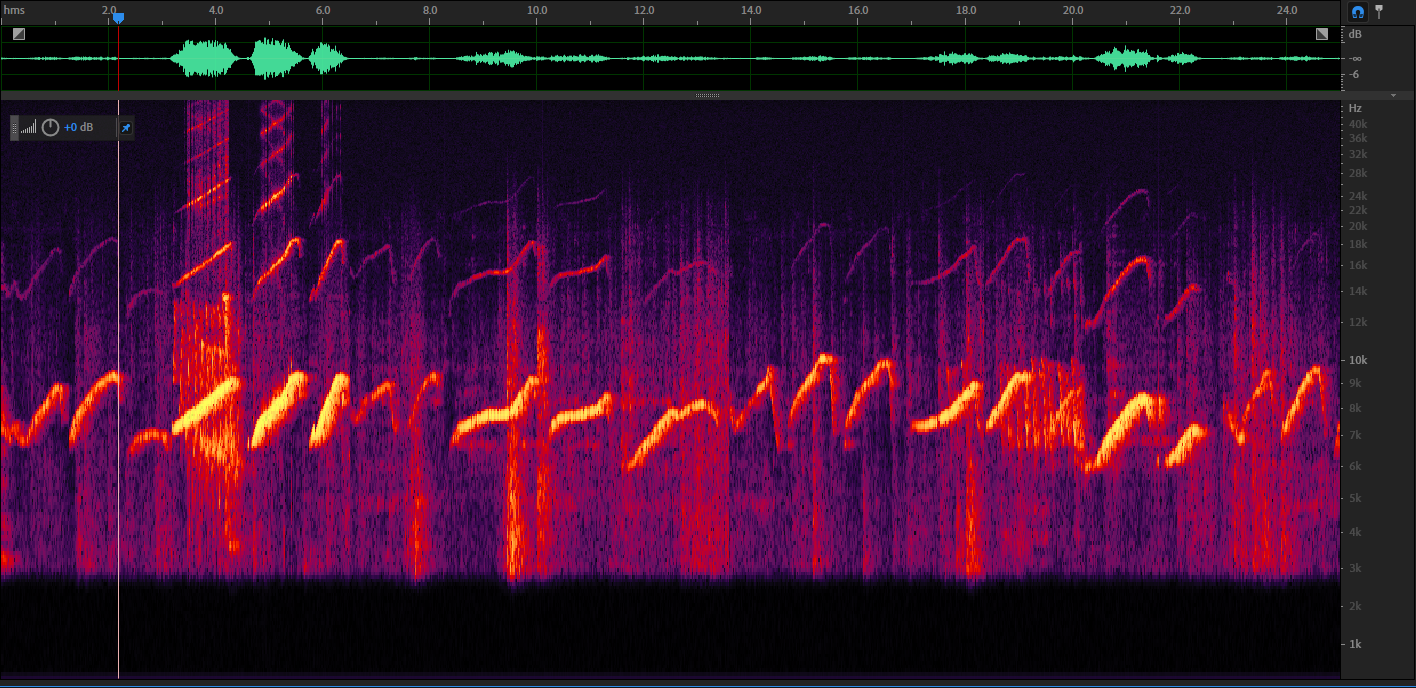 hms 2.0 4.0 6.0 8.0 10.0 12.0 14.0 16.0 18.0 20.0 22.0 24.0
dB
-∞
-6
Hz
+0 dB
40k
36k
32k
28k
24k
22k
20k
18k
16k
14k
12k
10k
9k
8k
7k
6k
5k
4k
3k
2k
1k